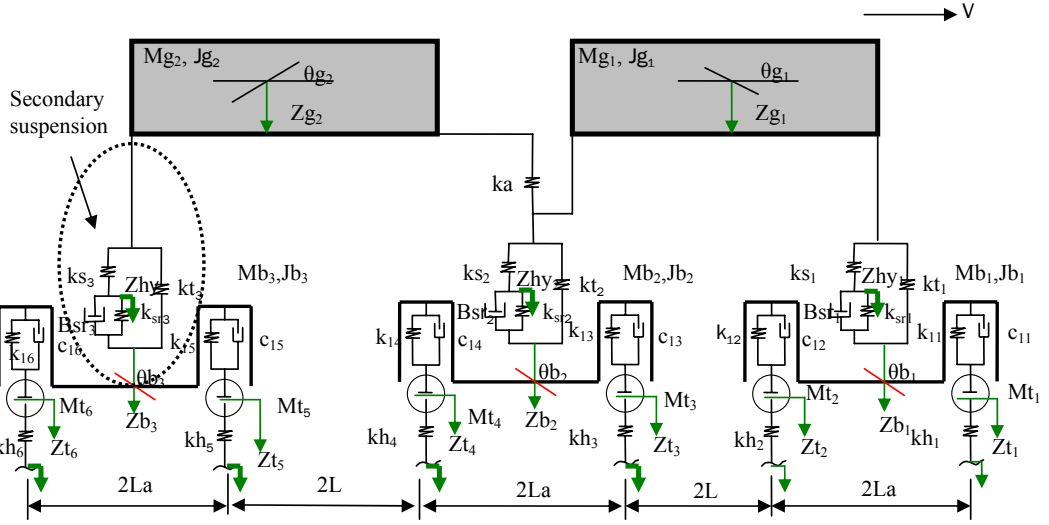 V
Mg₂, Jg₂
θg₂
Zg₂
Mg₁, Jg₁
θg₁
Zg₁
Secondary
suspension
ka
ks₃
Zhy
kt₃
Mb₃,Jb₃
ks₂
Zhy
kt₂
Mb₂,Jb₂
ks₁
Zhy₁
kt₁
Mb₁,Jb₁
Bsr₃
ksr₃
Bsr₂
ksr₂
Bsr₁
ksr₁
k₁₆
c₁₆
k₁₅
c₁₅
k₁₄
c₁₄
k₁₃
c₁₃
k₁₂
c₁₂
k₁₁
c₁₁
θb₃
θb₂
θb₁
Mt₆
Zb₃
Mt₅
Mt₄
Zb₂
Mt₃
Mt₂
Zb₁
Mt₁
kh₆
Zt₆
kh₅
Zt₅
kh₄
Zt₄
kh₃
Zt₃
kh₂
Zt₂
kh₁
Zt₁
2La
2L
2La
2L
2La